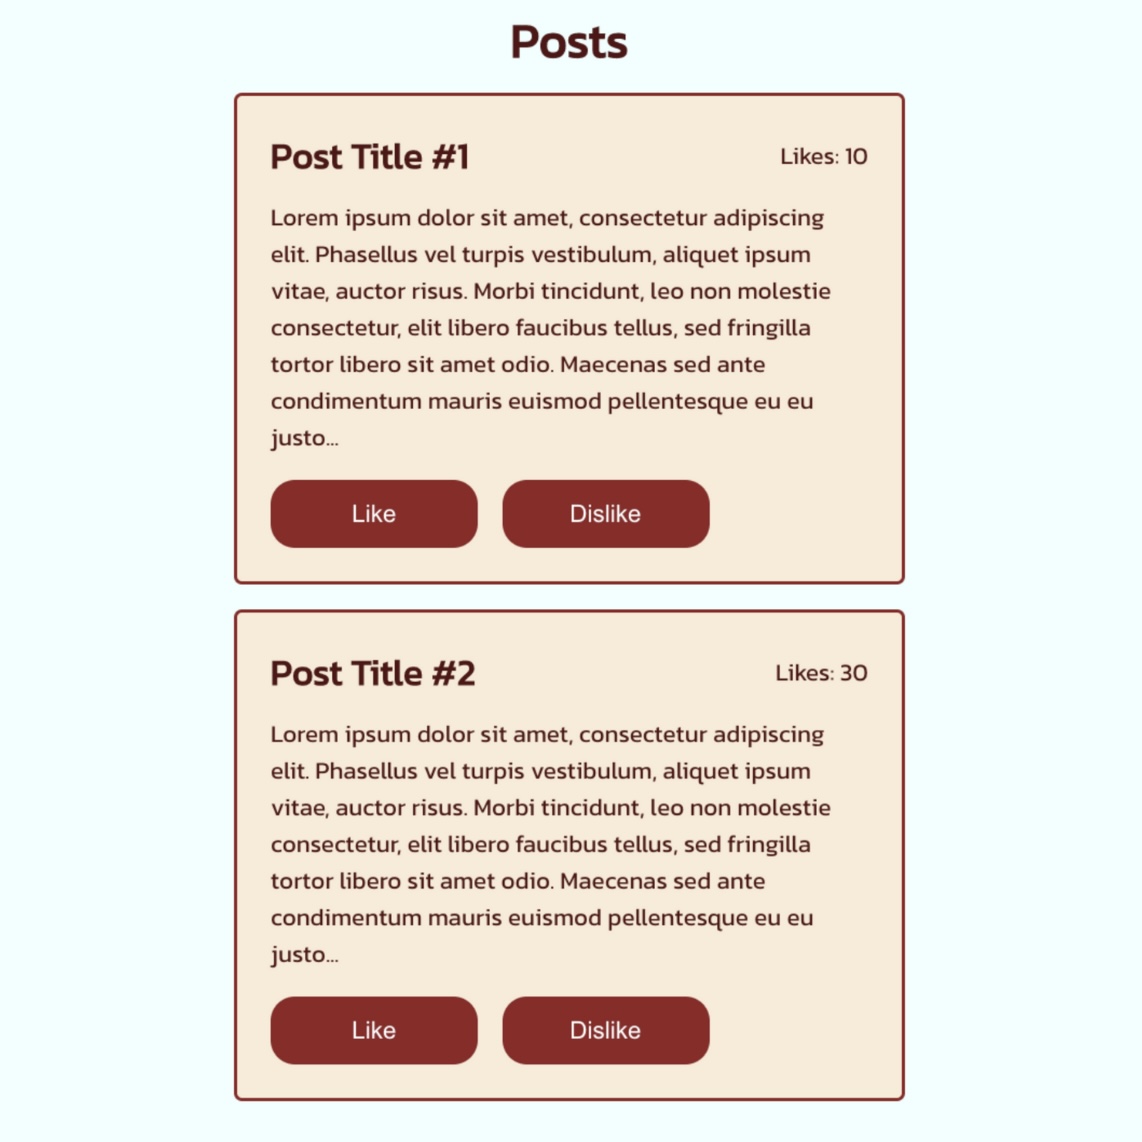 Posts
Post Title #1
Likes: 10
Lorem ipsum dolor sit amet, consectetur adipiscing
elit. Phasellus vel turpis vestibulum, aliquet ipsum
vitae, auctor risus. Morbi tincidunt, leo non molestie
consectetur, elit libero faucibus tellus, sed fringilla
tortor libero sit amet odio. Maecenas sed ante
condimentum mauris euismod pellentesque eu eu
justo...
Like
Dislike
Post Title #2
Likes: 30
Lorem ipsum dolor sit amet, consectetur adipiscing
elit. Phasellus vel turpis vestibulum, aliquet ipsum
vitae, auctor risus. Morbi tincidunt, leo non molestie
consectetur, elit libero faucibus tellus, sed fringilla
tortor libero sit amet odio. Maecenas sed ante
condimentum mauris euismod pellentesque eu eu
justo...
Like
Dislike